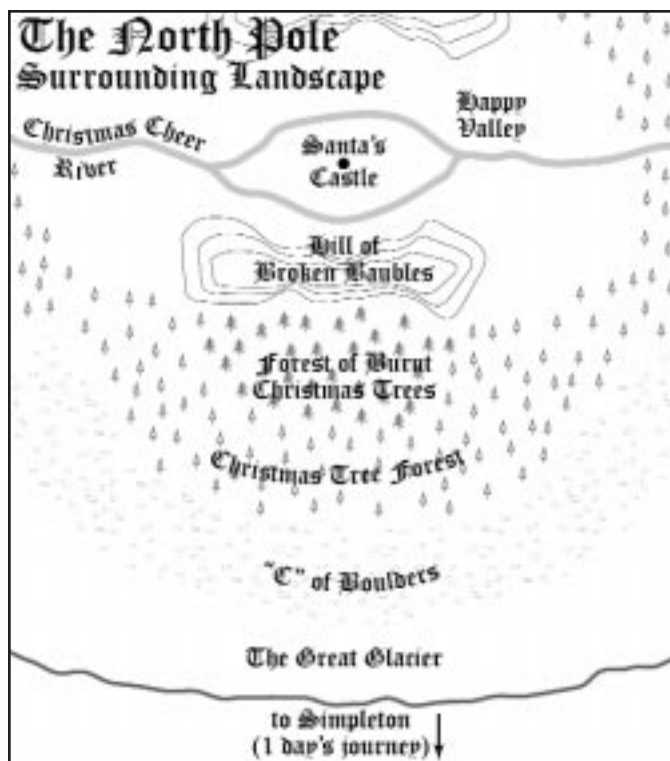 The North Pole
Surrounding Landscape
Christmas Cheer
River
Happy
Valley
Santa's
Castle
Hill of
Broken Baubles
Forest of Burnt
Christmas Trees
Christmas Tree Forest
"C" of Boulders
The Great Glacier
to Simpleton
(1 day's journey)